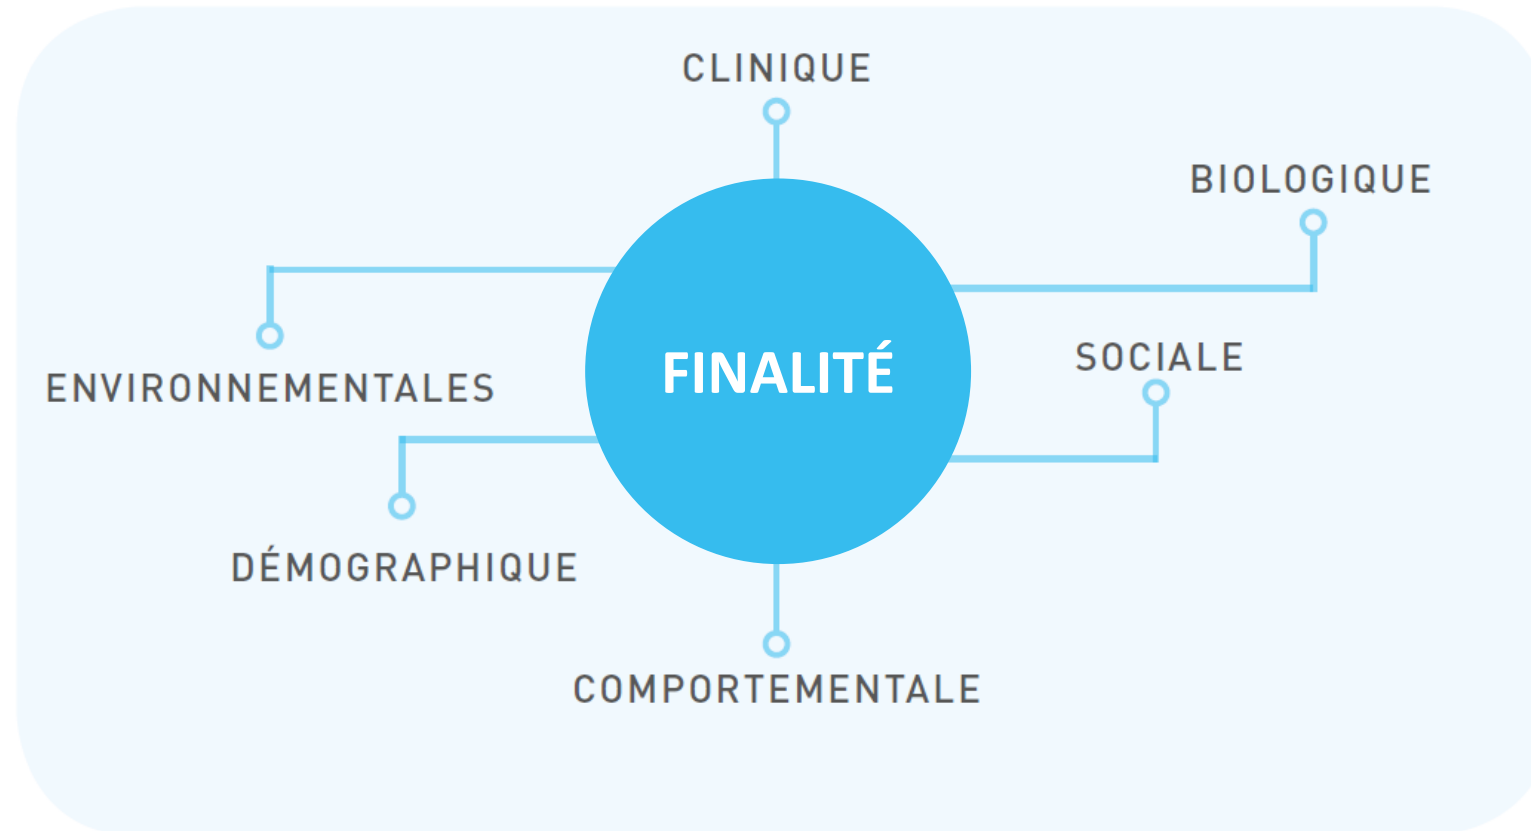 CLINIQUE
BIOLOGIQUE
FINALITÉ
SOCIALE
ENVIRONNEMENTALES
DÉMOGRAPHIQUE
COMPORTEMENTALE